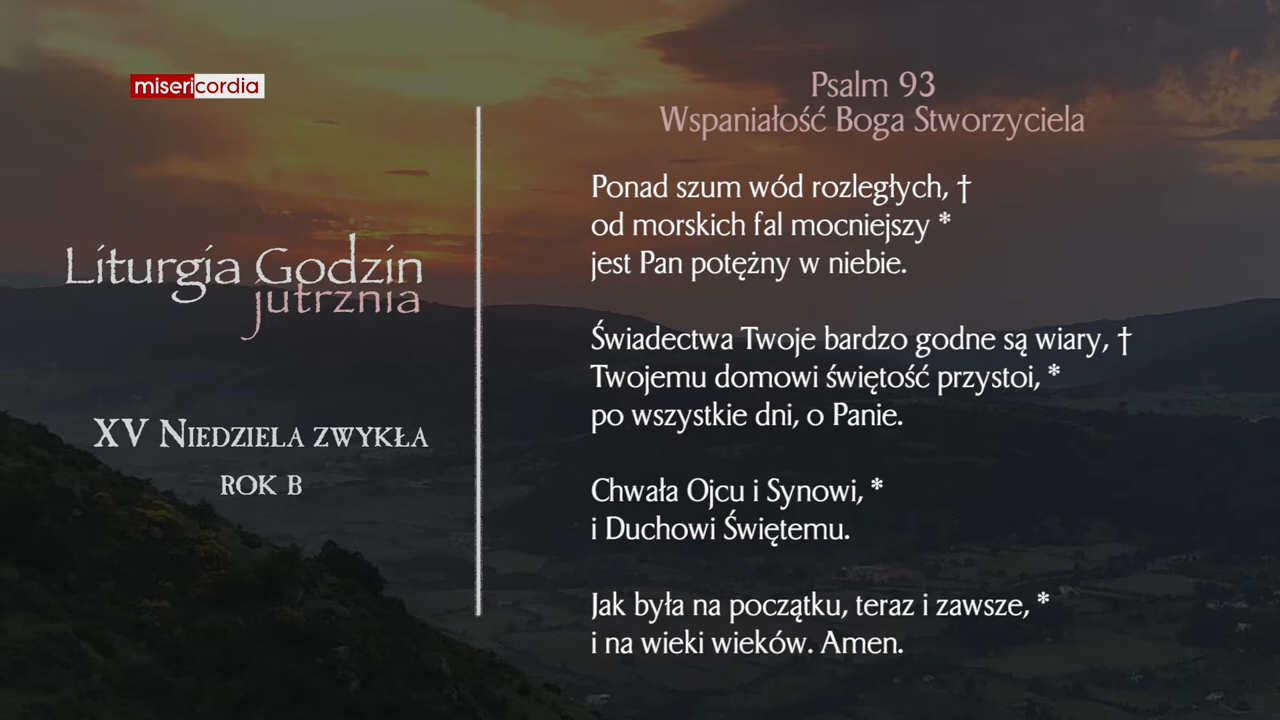 misericordia
Liturgia Godzin
jutrznia
XV Niedziela zwykła
rok B
Psalm 93
Wspaniałość Boga Stworzyciela
Ponad szum wód rozległych, †
od morskich fal mocniejszy *
jest Pan potężny w niebie.
Świadectwa Twoje bardzo godne są wiary, †
Twojemu domowi świętość przystoi, *
po wszystkie dni, o Panie.
Chwała Ojcu i Synowi, *
i Duchowi Świętemu.
Jak była na początku, teraz i zawsze, *
i na wieki wieków. Amen.